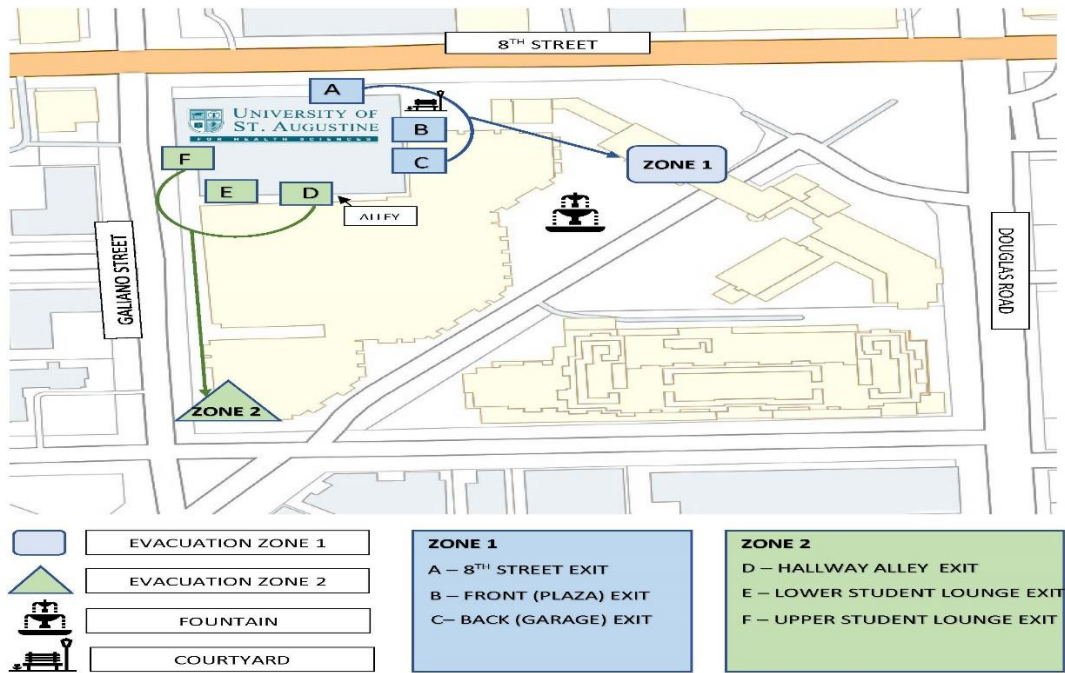 8TH STREET
A
UNIVERSITY OF
ST. AUGUSTINE
FOR HEALTH SCIENCES
B
C
F
E
D
ALLEY
ZONE 1
GALIANO STREET
DOUGLAS ROAD
ZONE 2
EVACUATION ZONE 1
EVACUATION ZONE 2
FOUNTAIN
COURTYARD
ZONE 1
A – 8TH STREET EXIT
B – FRONT (PLAZA) EXIT
C– BACK (GARAGE) EXIT
ZONE 2
D – HALLWAY ALLEY EXIT
E – LOWER STUDENT LOUNGE EXIT
F – UPPER STUDENT LOUNGE EXIT